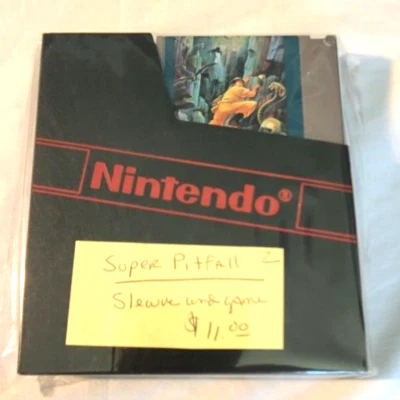 Nintendo®
Super Pitfall 2
Sleeve and game
$11.00